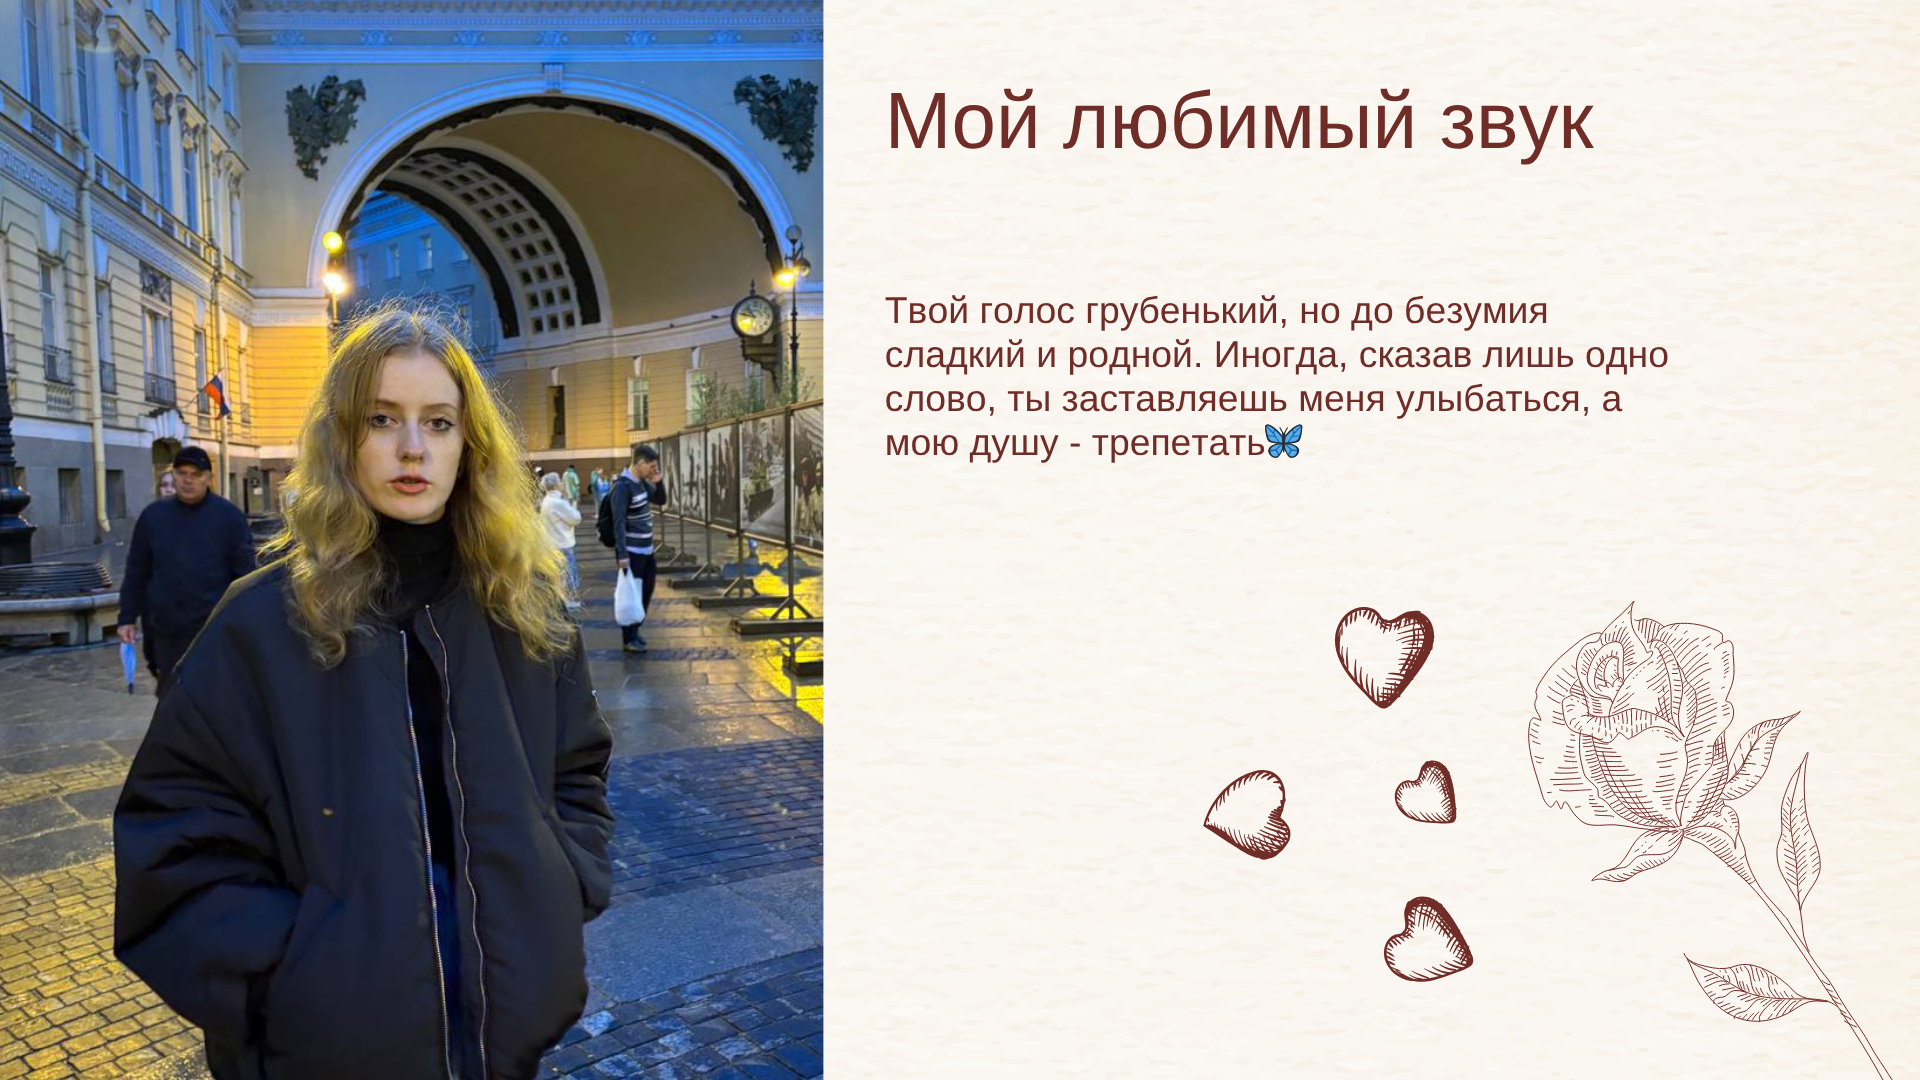 Мой любимый звук
Твой голос грубенький, но до безумия
сладкий и родной. Иногда, сказав лишь одно
слово, ты заставляешь меня улыбаться, а
мою душу - трепетать🦋